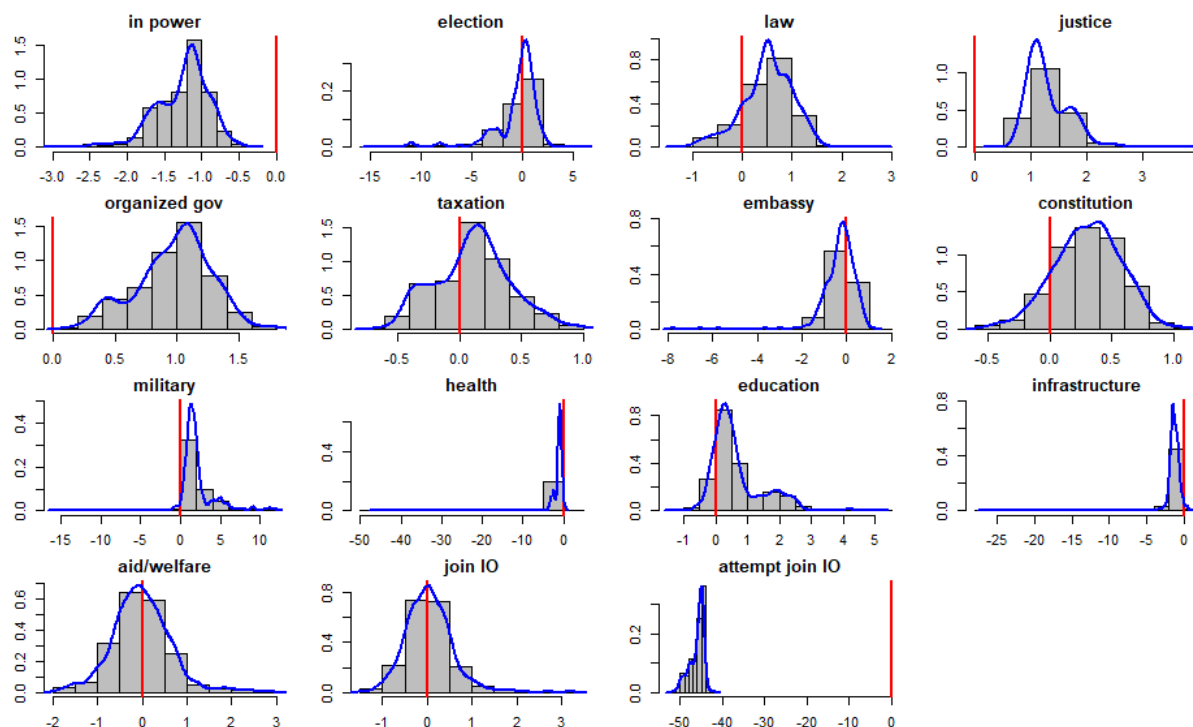 in power election law justice
0.0 0.5 1.0 1.5 0.0 0.2 0.0 0.4 0.8 0.0 0.5 1.0
-3.0 -2.5 -2.0 -1.5 -1.0 -0.5 0.0 -15 -10 -5 0 5 -1 0 1 2 3 0 1 2 3
organized gov taxation embassy constitution
0.0 0.5 1.0 1.5 0.0 0.5 1.0 1.5 0.0 0.4 0.8 0.0 0.5 1.0
0.0 0.5 1.0 1.5 -0.5 0.0 0.5 1.0 -8 -6 -4 -2 0 2 -0.5 0.0 0.5 1.0
military health education infrastructure
0.0 0.2 0.4 0.0 0.4 0.0 0.4 0.8 0.0 0.4 0.8
-15 -10 -5 0 5 10 -50 -40 -30 -20 -10 0 -1 0 1 2 3 4 5 -25 -20 -15 -10 -5 0
aid/welfare join IO attempt join IO
0.0 0.2 0.4 0.6 0.0 0.4 0.8 0.0 0.2
-2 -1 0 1 2 3 -1 0 1 2 3 -50 -40 -30 -20 -10 0